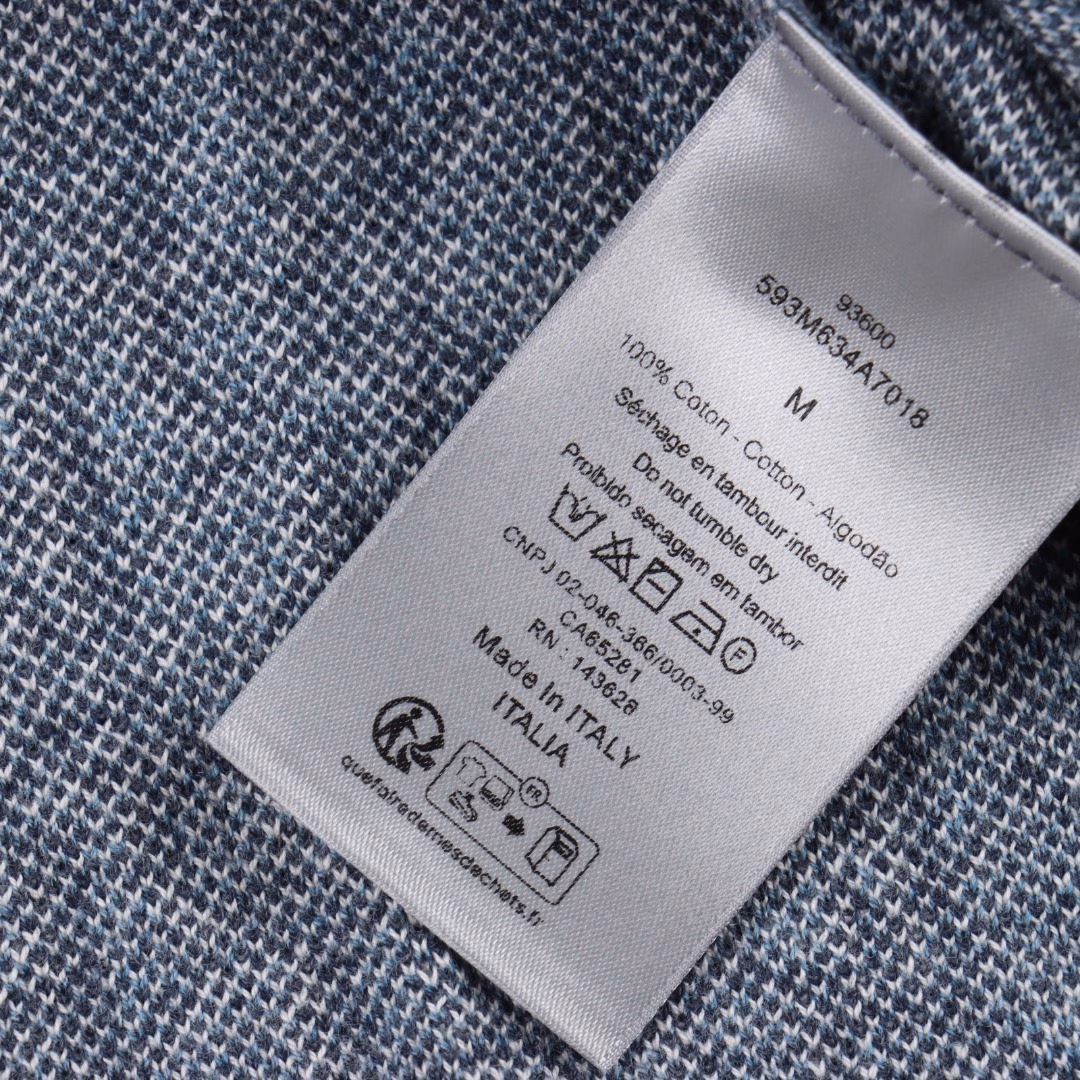 93600
593M634A7018
M
100% Coton - Cotton - Algodão
Séchage en tambour interdit
Do not tumble dry
Proibido secagem em tambor
F
CNPJ 02-046-366/0003-99
CA65281
RN : 143628
Made In ITALY
ITALIA
FR
quefairedemesdechets.fr